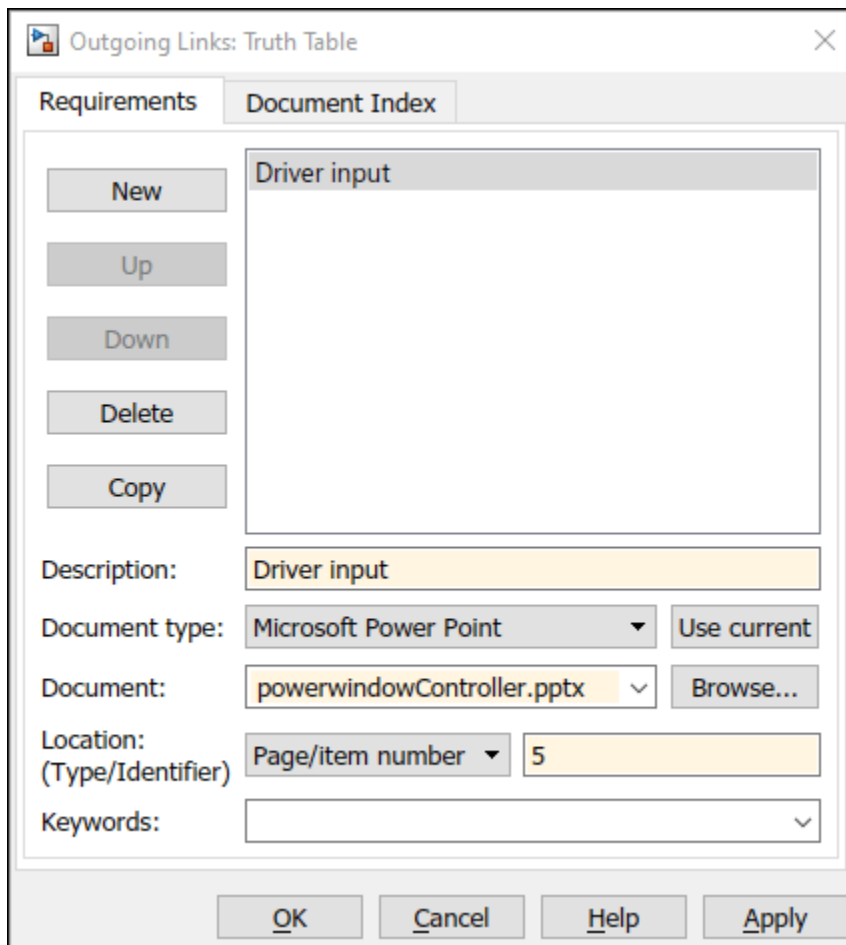 Outgoing Links: Truth Table
Requirements
Document Index
New
Up
Down
Delete
Copy
Driver input
Description:
Driver input
Document type:
Microsoft Power Point
Use current
Document:
powerwindowController.pptx
Browse...
Location:
(Type/Identifier)
Page/item number
5
Keywords:
OK
Cancel
Help
Apply